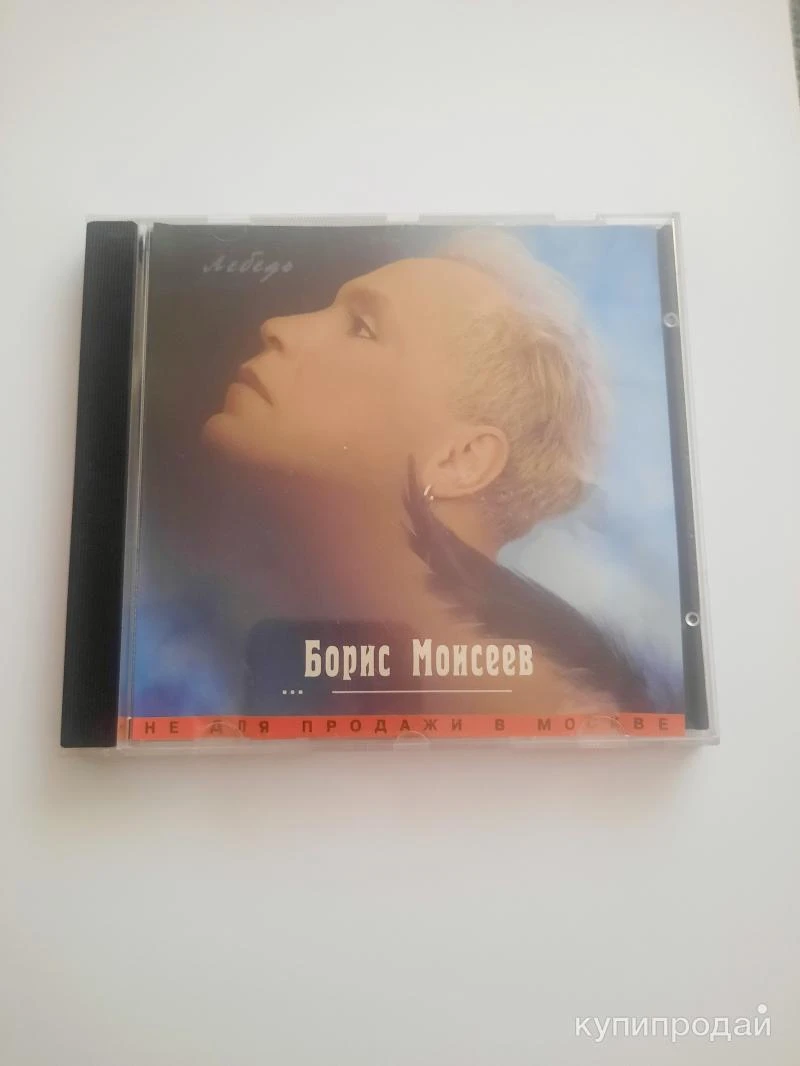 Лебедь
Борис Моисеев
...
НЕ ДЛЯ ПРОДАЖИ В МОСКВЕ
купипродай